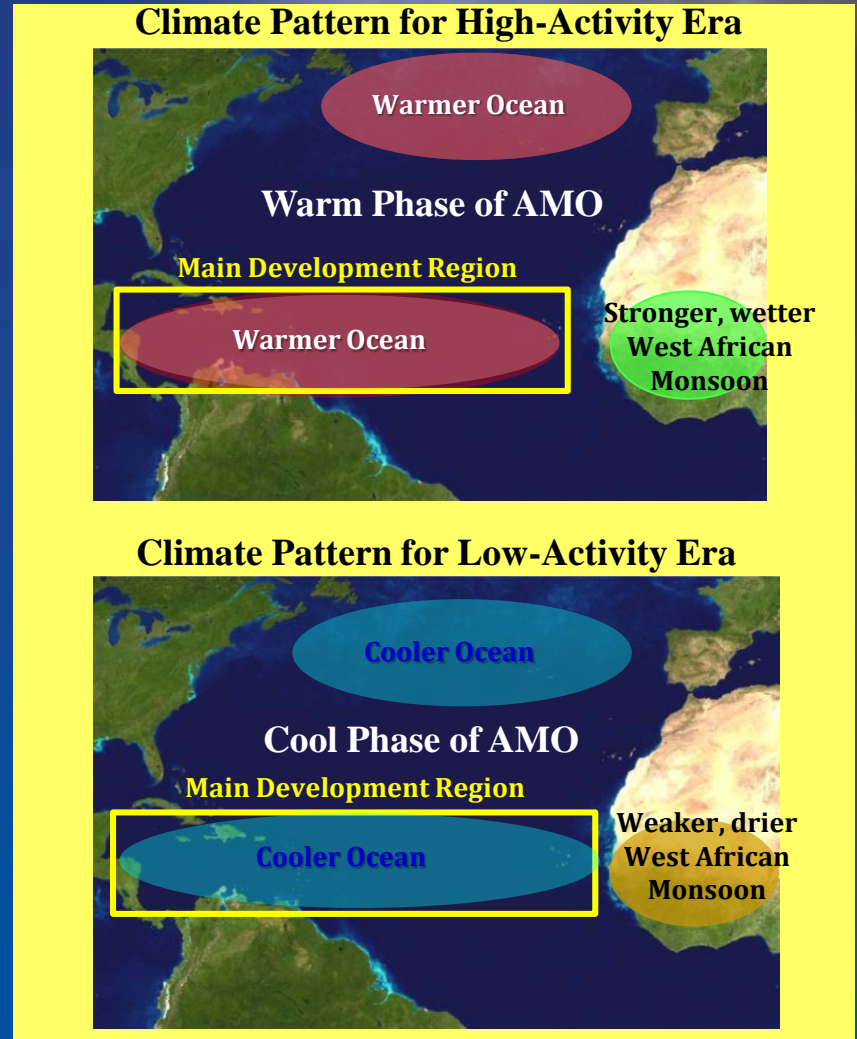 Climate Pattern for High-Activity Era
Warmer Ocean
Warm Phase of AMO
Main Development Region
Warmer Ocean
Stronger, wetter
West African
Monsoon
Climate Pattern for Low-Activity Era
Cooler Ocean
Cool Phase of AMO
Main Development Region
Cooler Ocean
Weaker, drier
West African
Monsoon